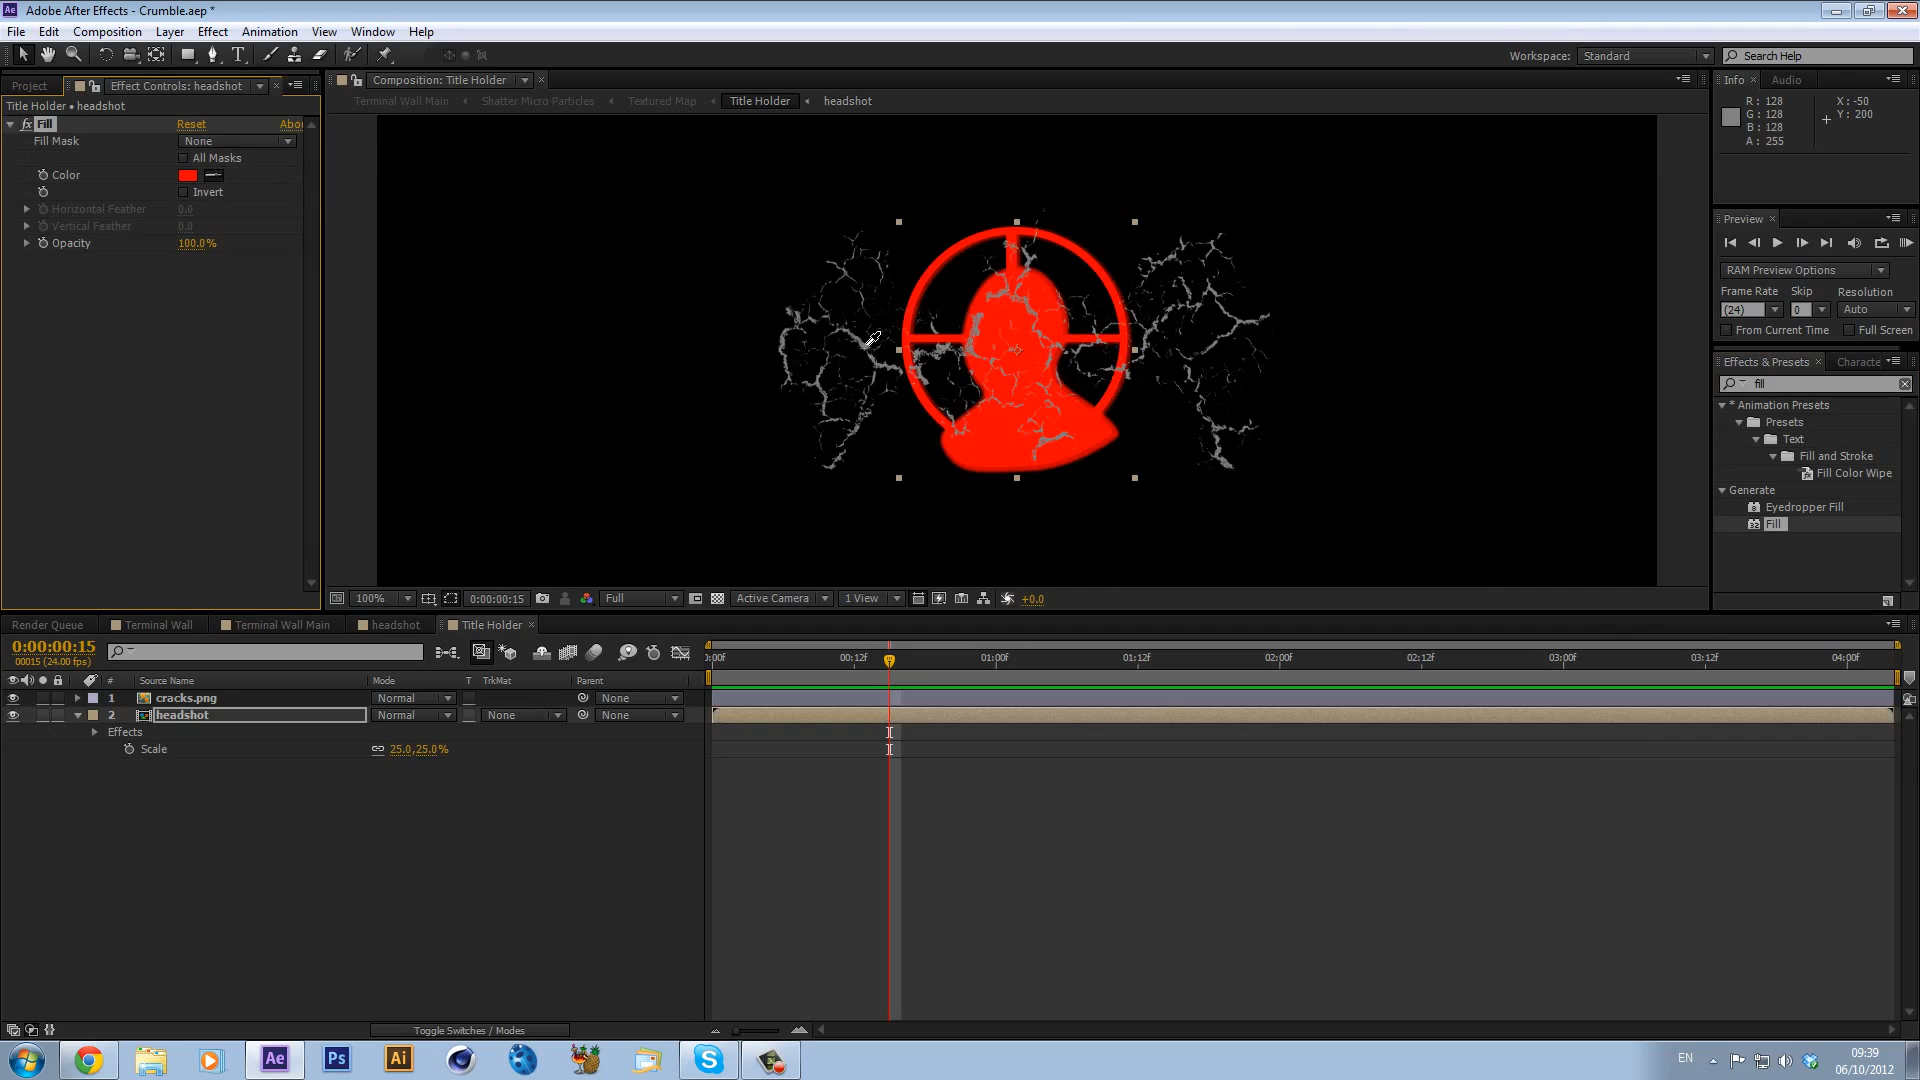 Adobe After Effects - Crumble.aep *
File Edit Composition Layer Effect Animation View Window Help
Workspace: Standard Search Help
Project Effect Controls: headshot
Composition: Title Holder
Info Audio
Title Holder • headshot
Terminal Wall Main Shatter Micro Particles Textured Map Title Holder headshot
R: 128 X: -50
G: 128 Y: 200
B: 128
A: 255
fx Fill Reset Abou
Fill Mask None
All Masks
Color
Invert
Horizontal Feather 0.0
Vertical Feather 0.0
Opacity 100.0%
Preview
RAM Preview Options
Frame Rate Skip Resolution
(24) 0 Auto
From Current Time Full Screen
Effects & Presets Characte
fill
* Animation Presets
Presets
Text
Fill and Stroke
Fill Color Wipe
Generate
Eyedropper Fill
Fill
100% 0:00:00:15 Full Active Camera 1 View +0.0
Render Queue Terminal Wall Terminal Wall Main headshot Title Holder
0:00:00:15
00015 (24.00 fps)
:00f 00:12f 01:00f 01:12f 02:00f 02:12f 03:00f 03:12f 04:00f
# Source Name Mode T TrkMat Parent
1 cracks.png Normal None
2 headshot Normal None None
Effects
Scale 25.0,25.0%
Toggle Switches / Modes
Ae Ps Ai EN 09:39
06/10/2012